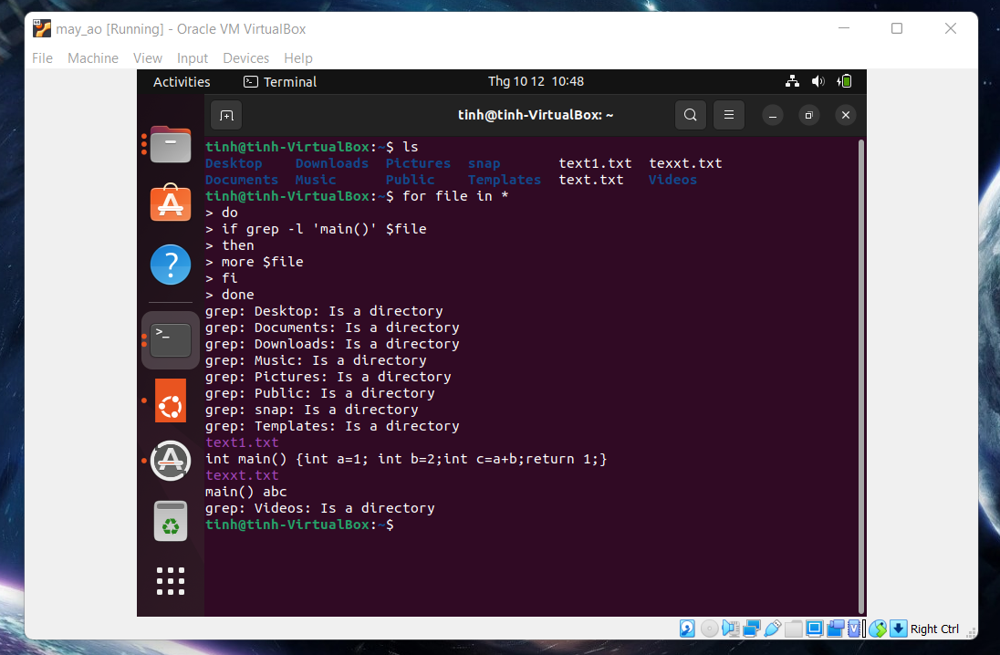 may_ao [Running] - Oracle VM VirtualBox
File Machine View Input Devices Help
Activities Terminal Thg 10 12 10:48
tinh@tinh-VirtualBox: ~
tinh@tinh-VirtualBox:~$ ls
Desktop Downloads Pictures snap text1.txt texxt.txt
Documents Music Public Templates text.txt Videos
tinh@tinh-VirtualBox:~$ for file in *
> do
> if grep -l 'main()' $file
> then
> more $file
> fi
> done
grep: Desktop: Is a directory
grep: Documents: Is a directory
grep: Downloads: Is a directory
grep: Music: Is a directory
grep: Pictures: Is a directory
grep: Public: Is a directory
grep: snap: Is a directory
grep: Templates: Is a directory
text1.txt
int main() {int a=1; int b=2;int c=a+b;return 1;}
texxt.txt
main() abc
grep: Videos: Is a directory
tinh@tinh-VirtualBox:~$
Right Ctrl